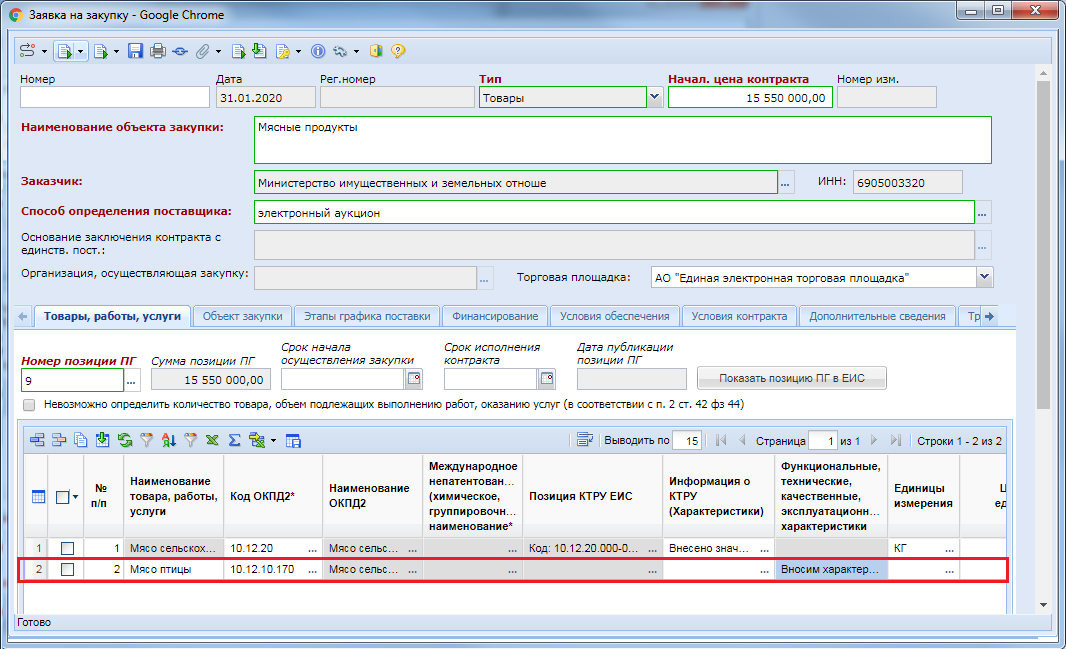 Заявка на закупку - Google Chrome
Номер Дата Рег.номер Тип Начал. цена контракта Номер изм.
31.01.2020 Товары 15 550 000,00
Наименование объекта закупки: Мясные продукты
Заказчик: Министерство имущественных и земельных отноше ... ИНН: 6905003320
Способ определения поставщика: электронный аукцион ...
Основание заключения контракта с
единств. пост.: ...
Организация, осуществляющая закупку: ... Торговая площадка: АО "Единая электронная торговая площадка"
Товары, работы, услуги Объект закупки Этапы графика поставки Финансирование Условия обеспечения Условия контракта Дополнительные сведения Тр
Номер позиции ПГ Сумма позиции ПГ Срок начала осуществления закупки Срок исполнения контракта Дата публикации позиции ПГ
9 ... 15 550 000,00 Показать позицию ПГ в ЕИС
Невозможно определить количество товара, объем подлежащих выполнению работ, оказанию услуг (в соответствии с п. 2 ст. 42 фз 44)
Выводить по 15 Страница 1 из 1 Строки 1 - 2 из 2
№ п/п Наименование товара, работы, услуги Код ОКПД2* Наименование ОКПД2 Международное непатентован... (химическое, группировочн... наименование* Позиция КТРУ ЕИС Информация о КТРУ (Характеристики) Функциональные, технические, качественные, эксплуатационн... характеристики Единицы измерения Ц ед
1 1 Мясо сельскох... 10.12.20 ... Мясо сельс... ... ... Код: 10.12.20.000-0... ... Внесено знач... ... КГ ...
2 2 Мясо птицы 10.12.10.170 ... Мясо сельс... ... ... ... ... Вносим характер... ...
Готово